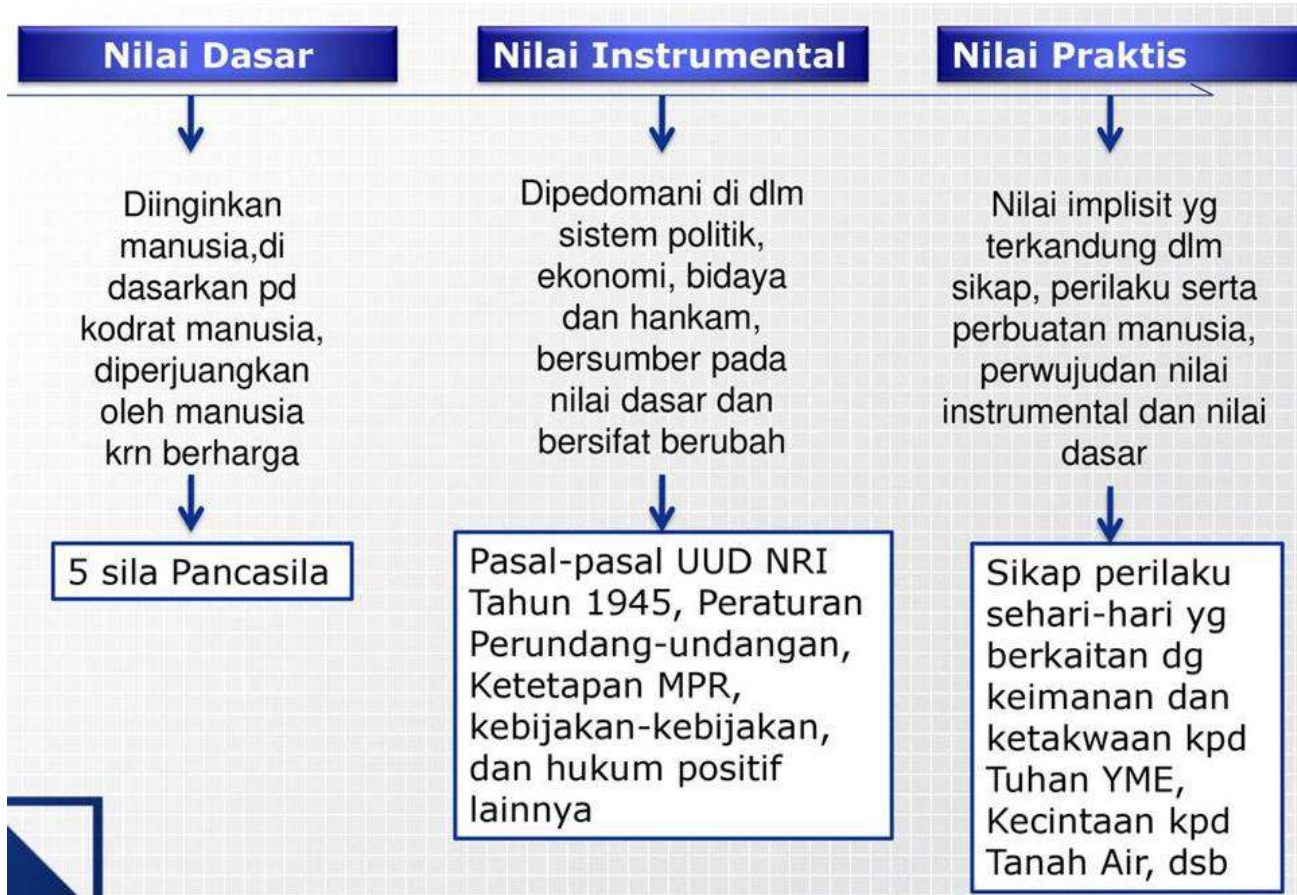 Nilai Dasar
Diinginkan
manusia,di
dasarkan pd
kodrat manusia,
diperjuangkan
oleh manusia
krn berharga
5 sila Pancasila
Nilai Instrumental
Dipedomani di dlm
sistem politik,
ekonomi, bidaya
dan hankam,
bersumber pada
nilai dasar dan
bersifat berubah
Pasal-pasal UUD NRI
Tahun 1945, Peraturan
Perundang-undangan,
Ketetapan MPR,
kebijakan-kebijakan,
dan hukum positif
lainnya
Nilai Praktis
Nilai implisit yg
terkandung dlm
sikap, perilaku serta
perbuatan manusia,
perwujudan nilai
instrumental dan nilai
dasar
Sikap perilaku
sehari-hari yg
berkaitan dg
keimanan dan
ketakwaan kpd
Tuhan YME,
Kecintaan kpd
Tanah Air, dsb